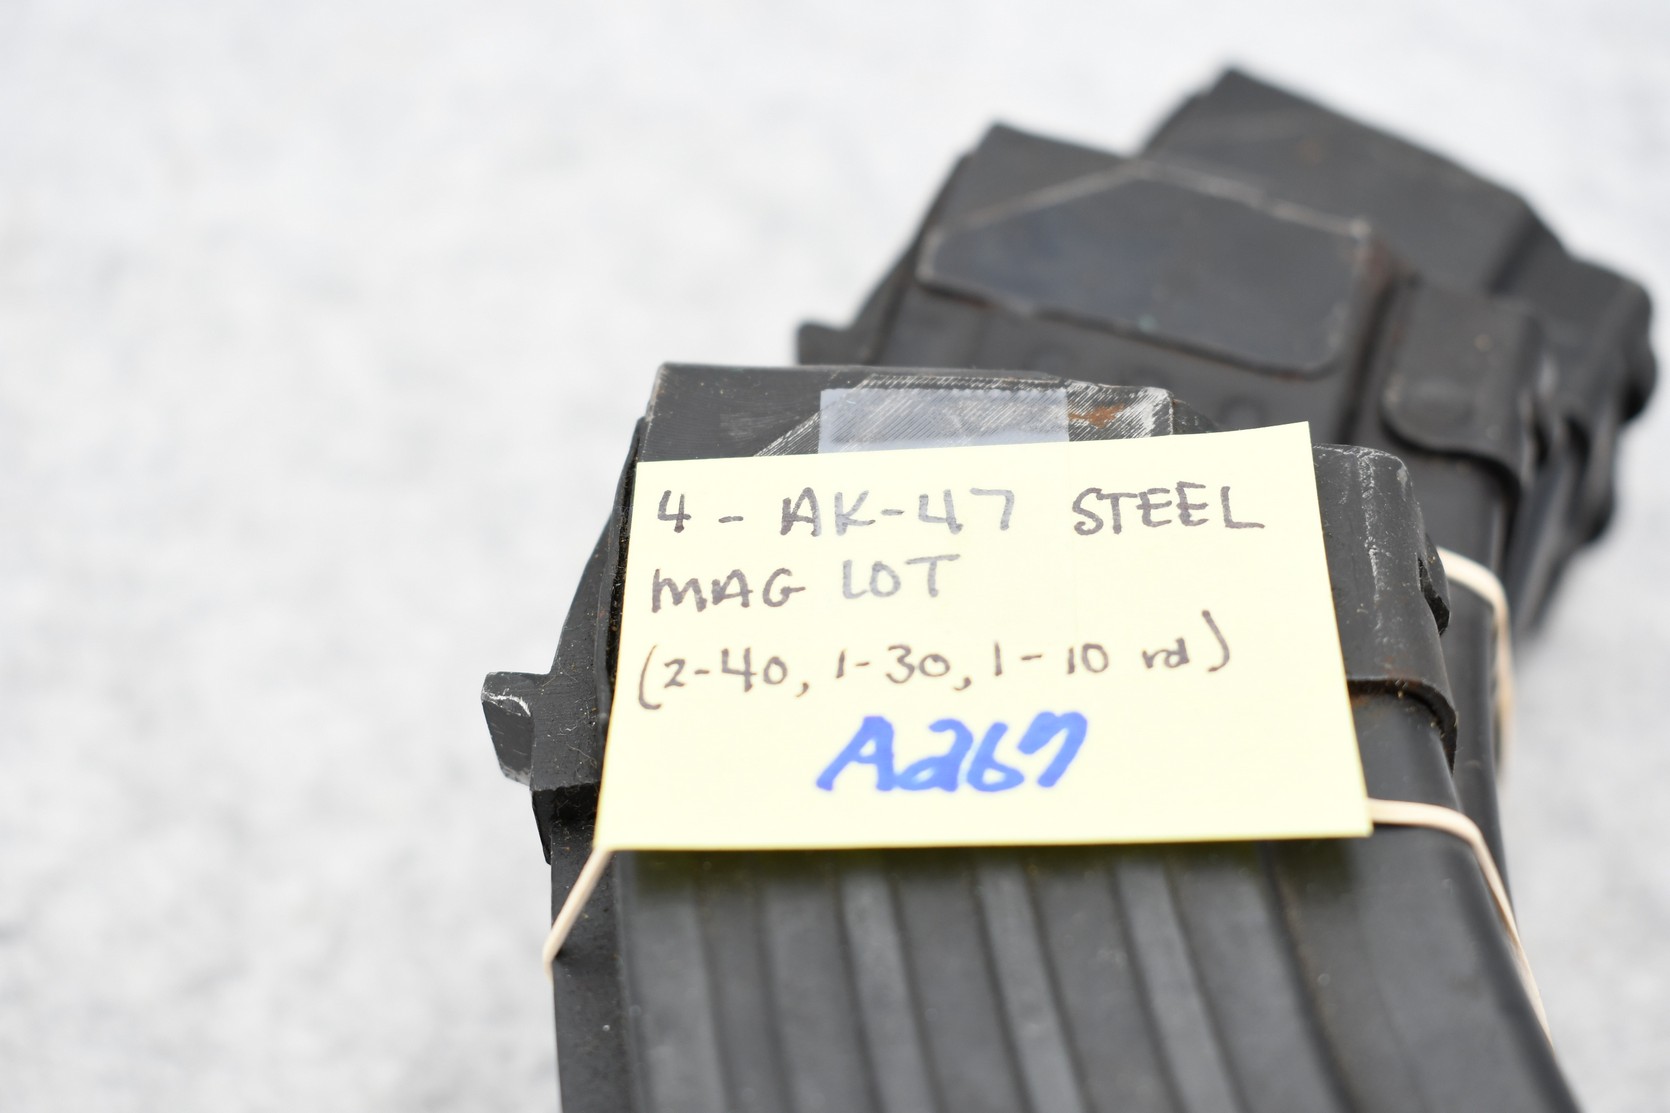 4 - AK-47 STEEL
MAG LOT
(2-40, 1-30, 1-10 rd)
A267